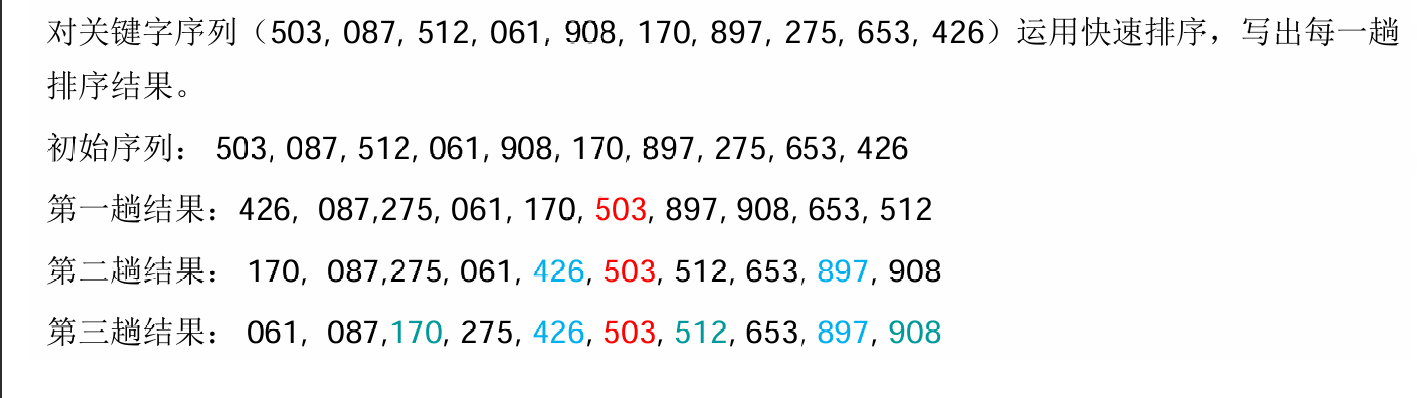 对关键字序列（503, 087, 512, 061, 908, 170, 897, 275, 653, 426）运用快速排序，写出每一趟
排序结果。
初始序列： 503, 087, 512, 061, 908, 170, 897, 275, 653, 426
第一趟结果：426, 087,275, 061, 170, 503, 897, 908, 653, 512
第二趟结果： 170, 087,275, 061, 426, 503, 512, 653, 897, 908
第三趟结果： 061, 087,170, 275, 426, 503, 512, 653, 897, 908